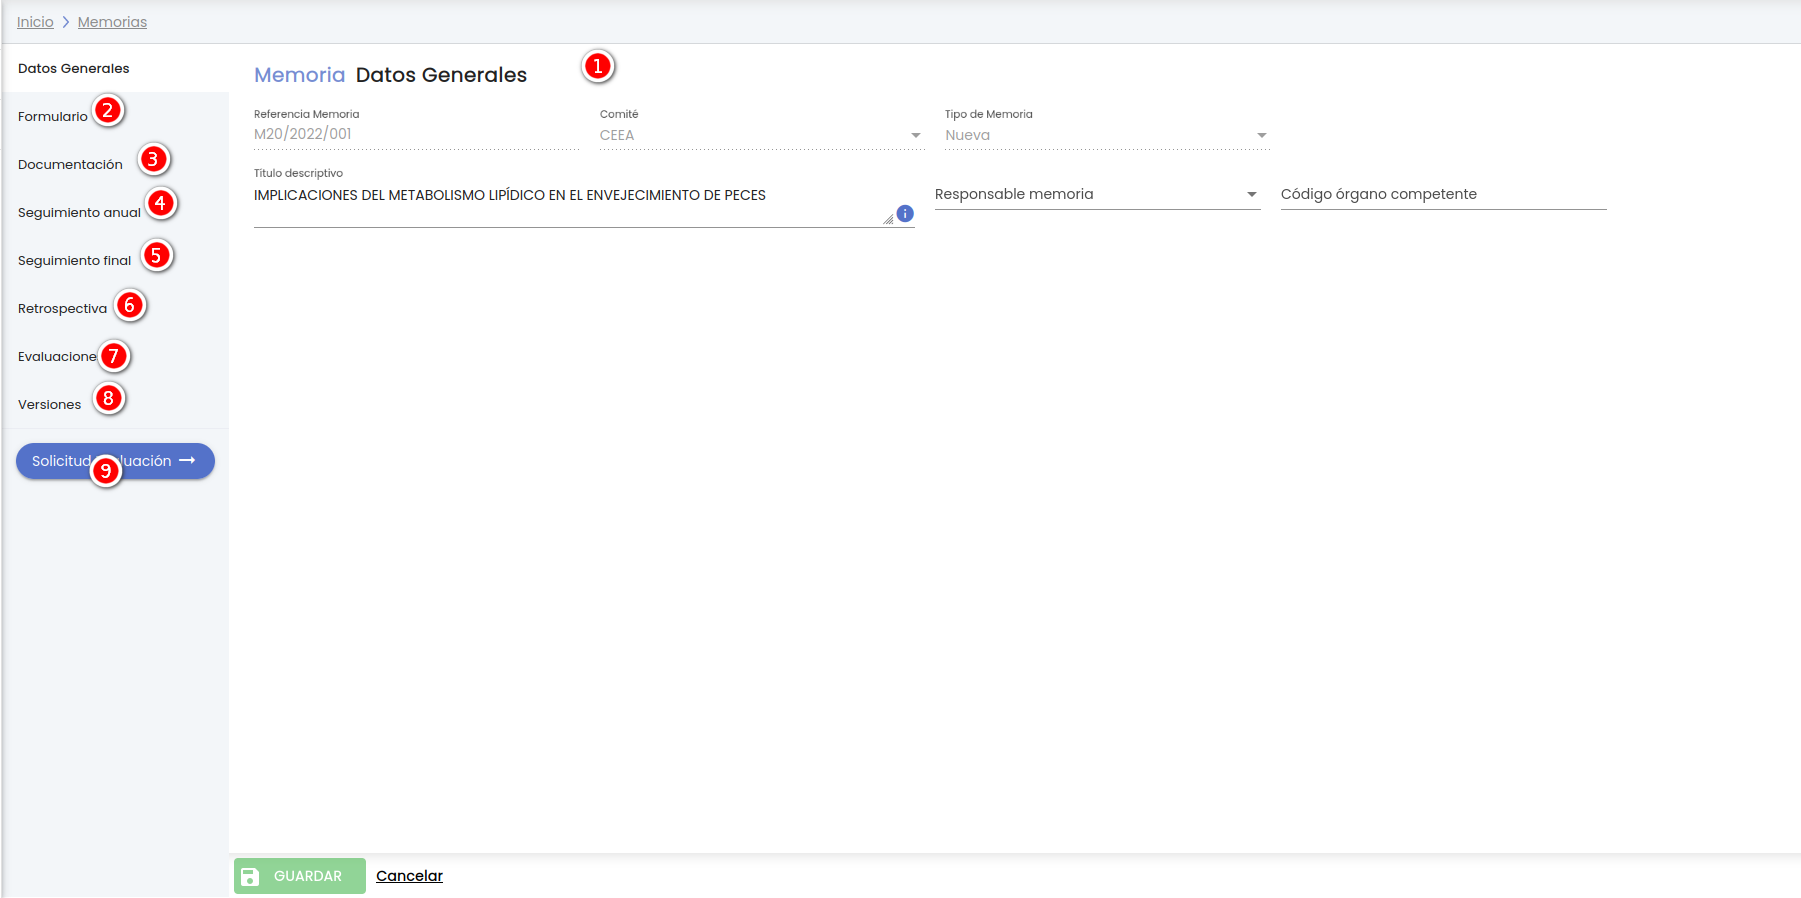 Inicio > Memorias
Datos Generales
Formulario 2
Documentación 3
Seguimiento anual 4
Seguimiento final 5
Retrospectiva 6
Evaluacione 7
Versiones 8
Solicitud 9 luación →
Memoria Datos Generales 1
Referencia Memoria
M20/2022/001
Comité
CEEA
Tipo de Memoria
Nueva
Titulo descriptivo
IMPLICACIONES DEL METABOLISMO LIPÍDICO EN EL ENVEJECIMIENTO DE PECES
i
Responsable memoria
Código órgano competente
GUARDAR Cancelar